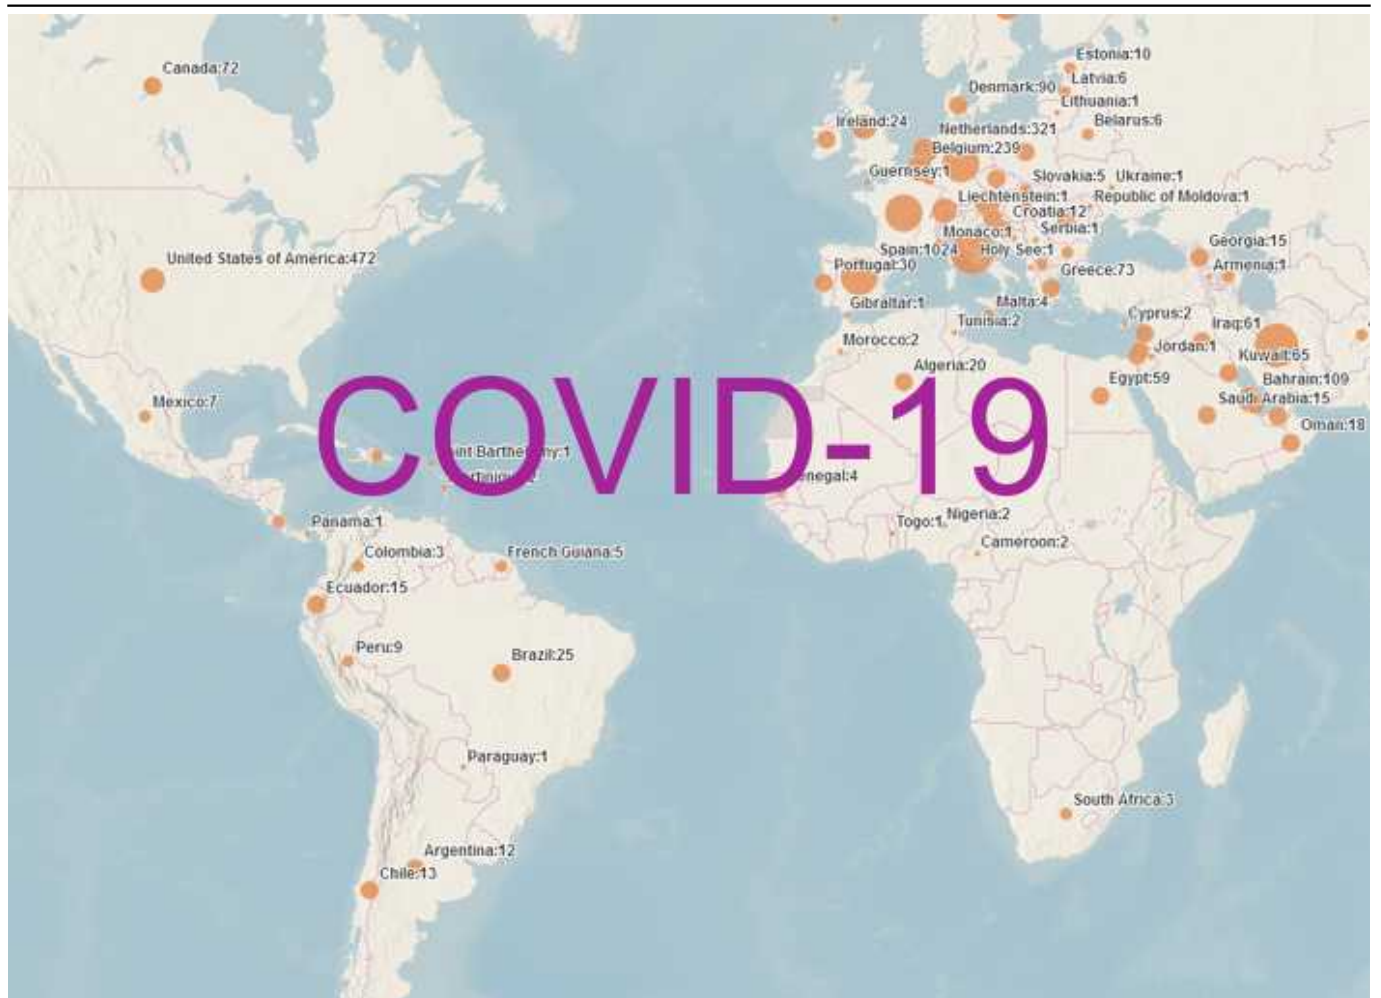 Estonia:10
Canada:72
Latvia:6
Denmark:90
Lithuania:1
Ireland:24
Belarus:6
Netherlands:321
Belgium:239
Guernsey:1
Slovakia:5
Ukraine:1
Liechtenstein:1
Republic of Moldova:1
Croatia:12
Monaco:1
Serbia:1
Georgia:15
Spain:1024
Holy See:1
United States of America:472
Portugal:30
Greece:73
Armenia:1
Gibraltar:1
Malta:4
Cyprus:2
Tunisia:2
Iraq:61
Morocco:2
Jordan:1
Kuwait:65
Algeria:20
Egypt:59
Bahrain:109
Mexico:7
Saudi Arabia:15
Oman:18
COVID-19
Togo:1
Nigeria:2
Panama:1
Cameroon:2
Colombia:3
French Guiana:5
Ecuador:15
Peru:9
Brazil:25
Paraguay:1
South Africa:3
Argentina:12
Chile:13